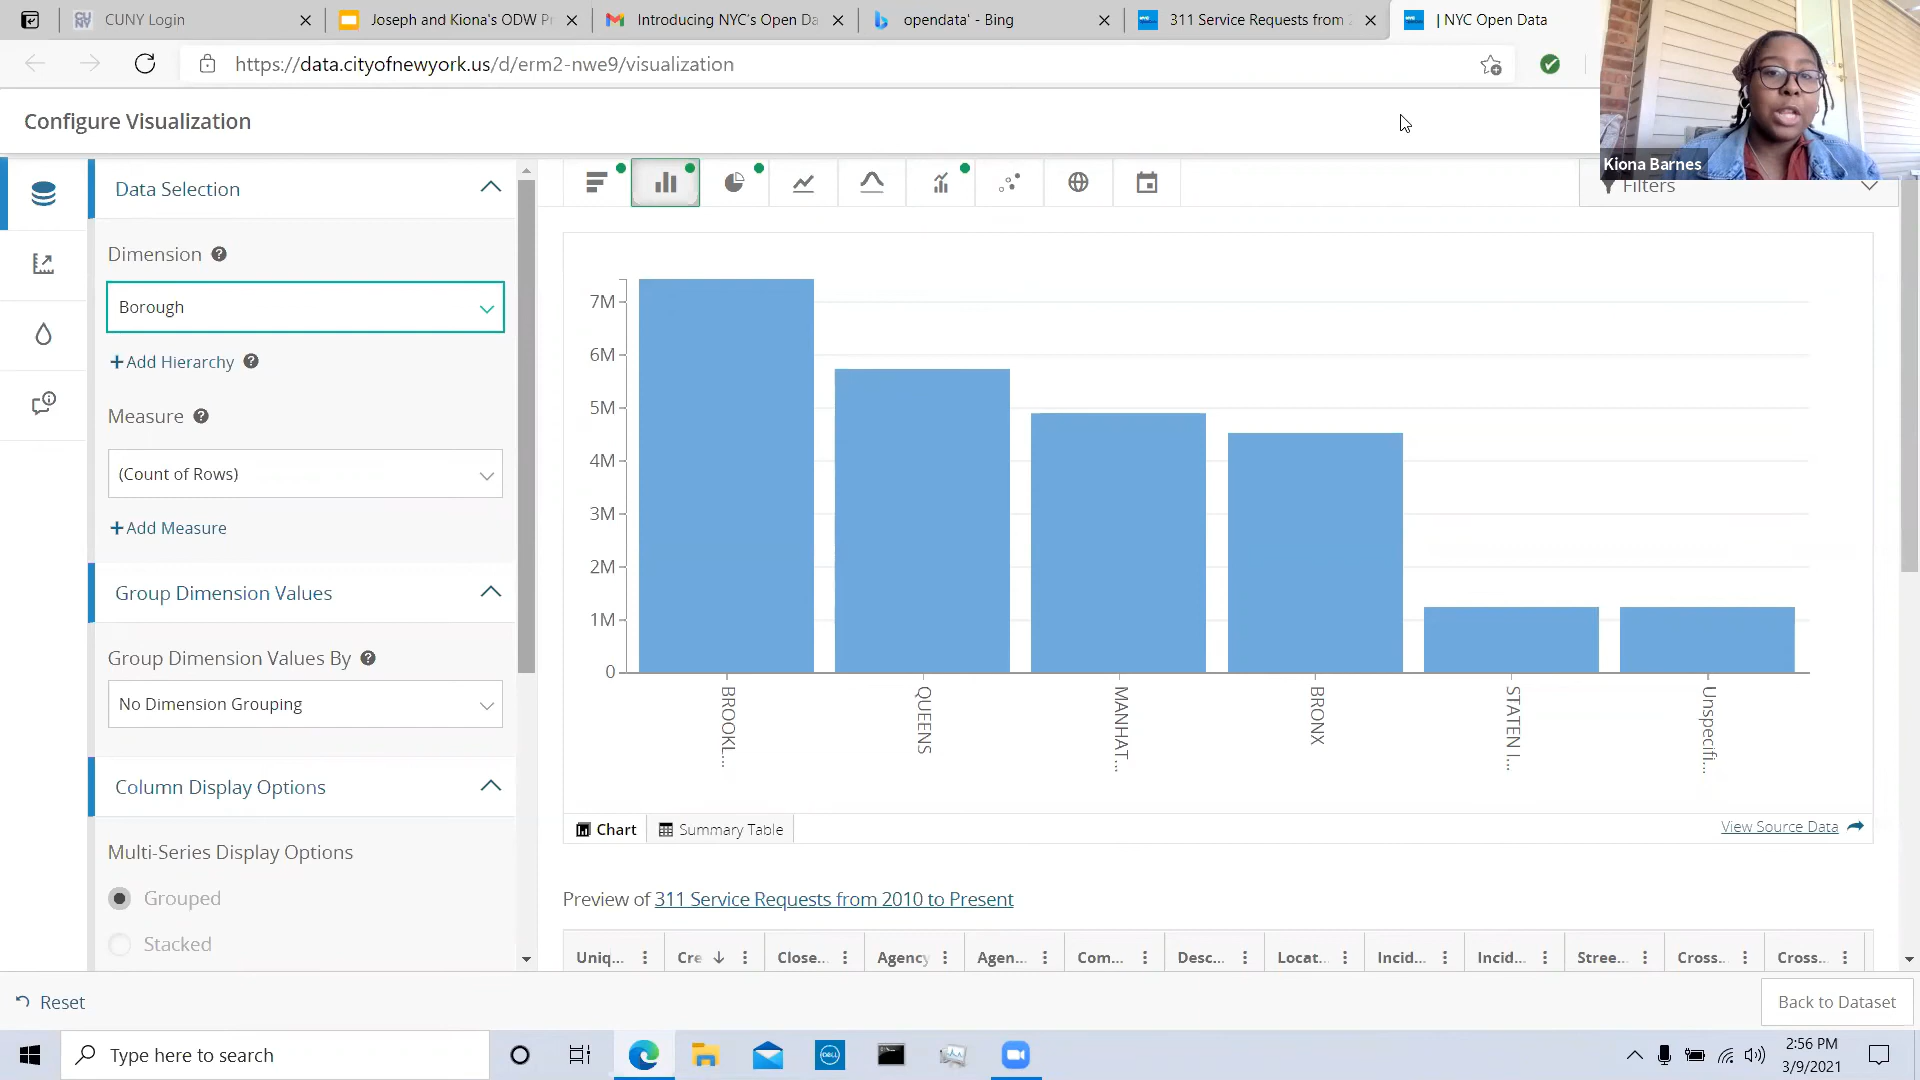 CUNY Login
Joseph and Kiona's ODW Pr
Introducing NYC's Open Da
opendata' - Bing
311 Service Requests from 2
| NYC Open Data
https://data.cityofnewyork.us/d/erm2-nwe9/visualization
Configure Visualization
Kiona Barnes
Filters
Data Selection
Dimension
Borough
+Add Hierarchy
Measure
(Count of Rows)
+Add Measure
Group Dimension Values
Group Dimension Values By
No Dimension Grouping
Column Display Options
Multi-Series Display Options
Grouped
Stacked
7M
6M
5M
4M
3M
2M
1M
0
BROOKL...
QUEENS
MANHAT...
BRONX
STATEN I...
Unspecifi...
Chart
Summary Table
View Source Data
Preview of 311 Service Requests from 2010 to Present
Uniq... Cre Close... Agency Agen... Com... Desc... Locat... Incid... Incid... Stree... Cross... Cross...
Reset
Back to Dataset
Type here to search
DELL
2:56 PM
3/9/2021